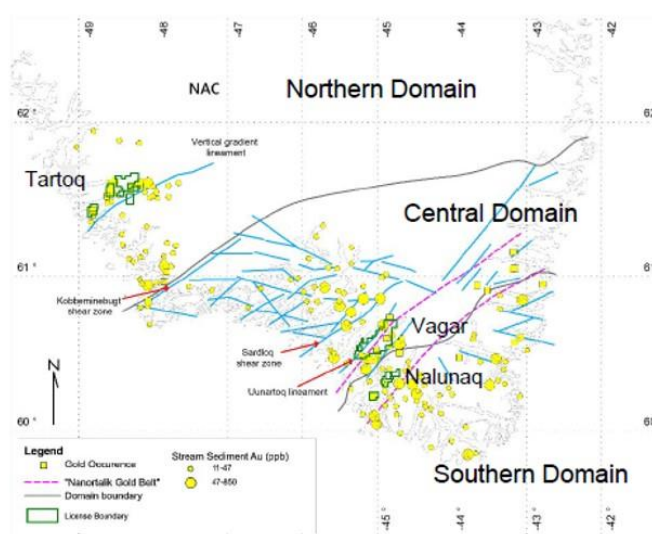 -49
-48
-46
-45
-44
-43
-42
NAC
Northern Domain
62 °
Vertical gradient
lineament
Tartoq
Central Domain
61 °
Kobberminebugt
shear zone
Vagar
Sardloq
shear zone
Nalunaq
Uunartoq lineament
N
60 °
Legend
Gold Occurence
"Nanortalik Gold Belt"
Domain boundary
License Boundary
Stream Sediment Au (ppb)
11-47
47-850
Southern Domain
-45 °
-44 °
-43 °
-42 °